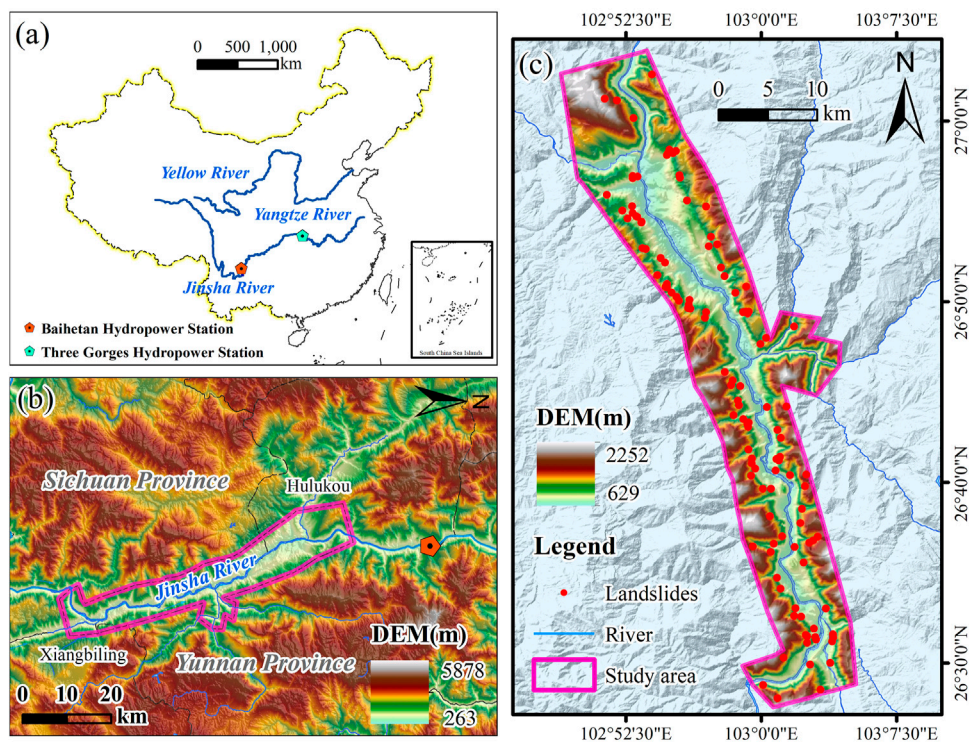 (a)
0 500 1,000
km
Yellow River
Yangtze River
Jinsha River
Baihetan Hydropower Station
Three Gorges Hydropower Station
South China Sea Islands
(b)
N
Sichuan Province
Hulukou
Jinsha River
Xiangbiling
Yunnan Province
DEM(m)
5878
263
0 10 20
km
102°52'30"E 103°0'0"E 103°7'30"E
(c)
N
0 5 10
km
27°0'0"N
26°50'0"N
26°40'0"N
26°30'0"N
DEM(m)
2252
629
Legend
Landslides
River
Study area
102°52'30"E 103°0'0"E 103°7'30"E